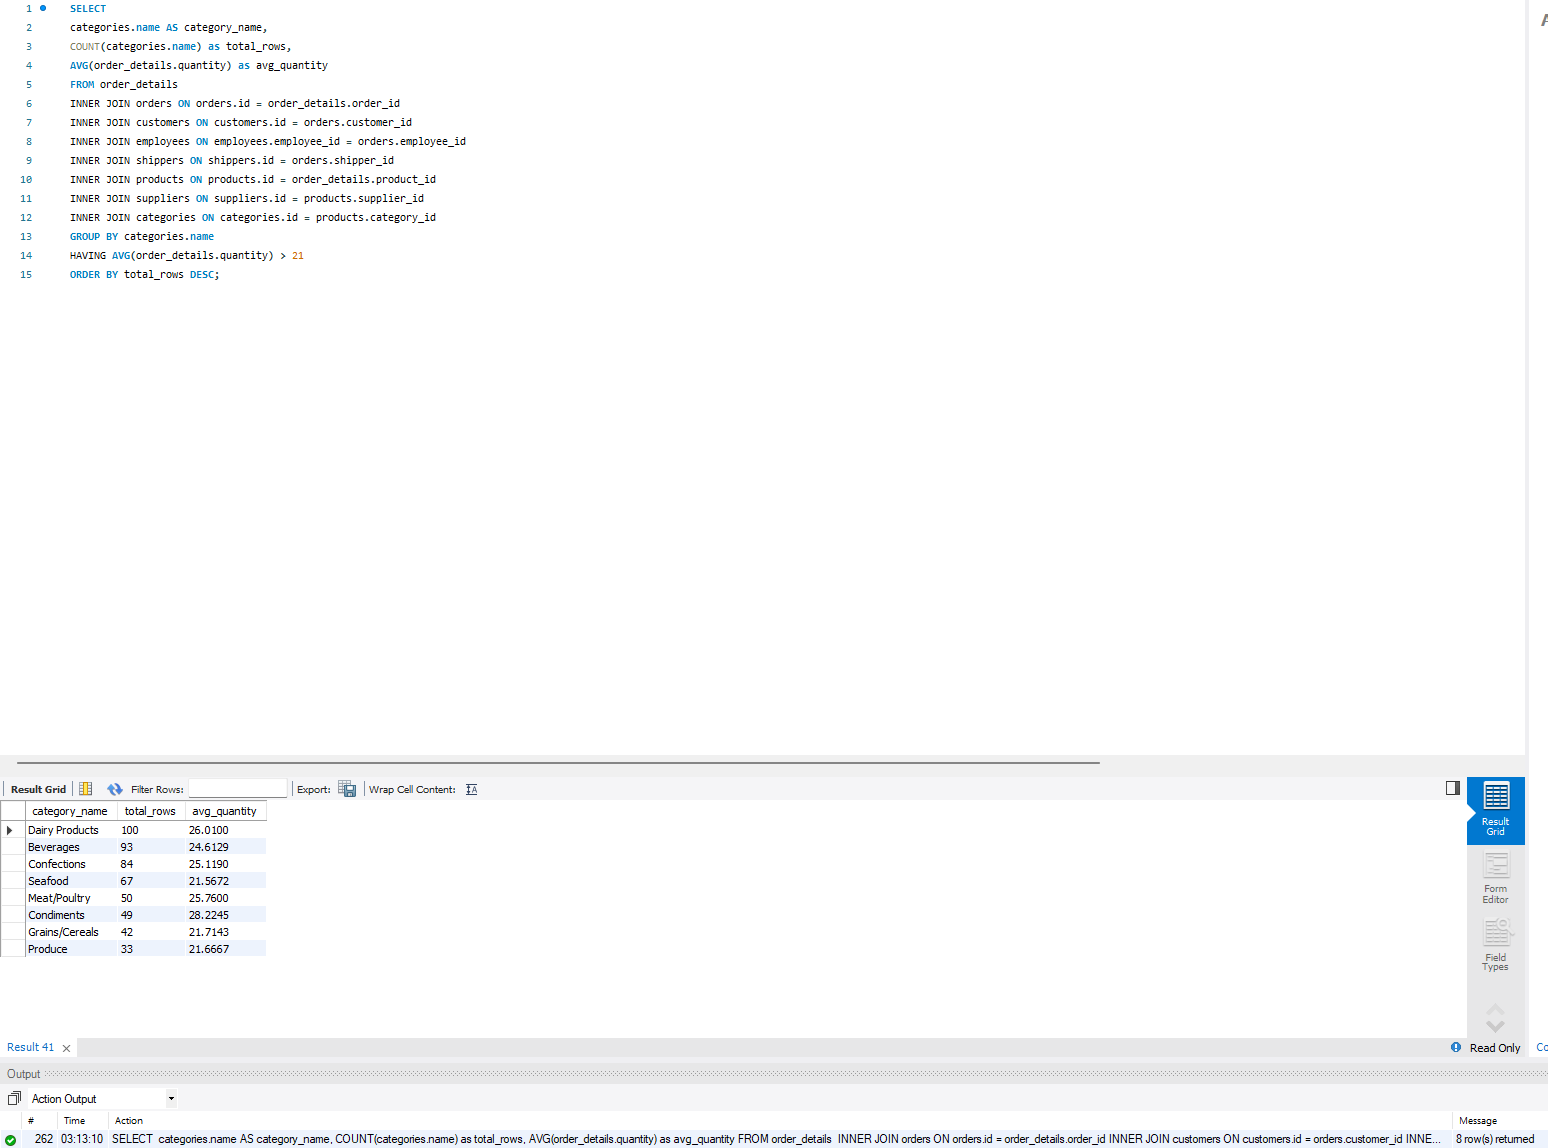 1 SELECT
2 categories.name AS category_name,
3 COUNT(categories.name) as total_rows,
4 AVG(order_details.quantity) as avg_quantity
5 FROM order_details
6 INNER JOIN orders ON orders.id = order_details.order_id
7 INNER JOIN customers ON customers.id = orders.customer_id
8 INNER JOIN employees ON employees.employee_id = orders.employee_id
9 INNER JOIN shippers ON shippers.id = orders.shipper_id
10 INNER JOIN products ON products.id = order_details.product_id
11 INNER JOIN suppliers ON suppliers.id = products.supplier_id
12 INNER JOIN categories ON categories.id = products.category_id
13 GROUP BY categories.name
14 HAVING AVG(order_details.quantity) > 21
15 ORDER BY total_rows DESC;
Result Grid Filter Rows: Export: Wrap Cell Content:
category_name total_rows avg_quantity
Dairy Products 100 26.0100
Beverages 93 24.6129
Confections 84 25.1190
Seafood 67 21.5672
Meat/Poultry 50 25.7600
Condiments 49 28.2245
Grains/Cereals 42 21.7143
Produce 33 21.6667
Result
Grid
Form
Editor
Field
Types
Result 41 Read Only Co
Output
Action Output
# Time Action Message
262 03:13:10 SELECT categories.name AS category_name, COUNT(categories.name) as total_rows, AVG(order_details.quantity) as avg_quantity FROM order_details INNER JOIN orders ON orders.id = order_details.order_id INNER JOIN customers ON customers.id = orders.customer_id INNE... 8 row(s) returned